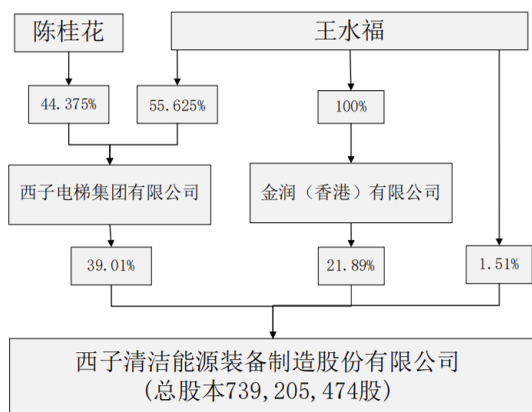 陈桂花
王水福
44.375%
55.625%
100%
西子电梯集团有限公司
金润（香港）有限公司
39.01%
21.89%
1.51%
西子清洁能源装备制造股份有限公司
(总股本739,205,474股)